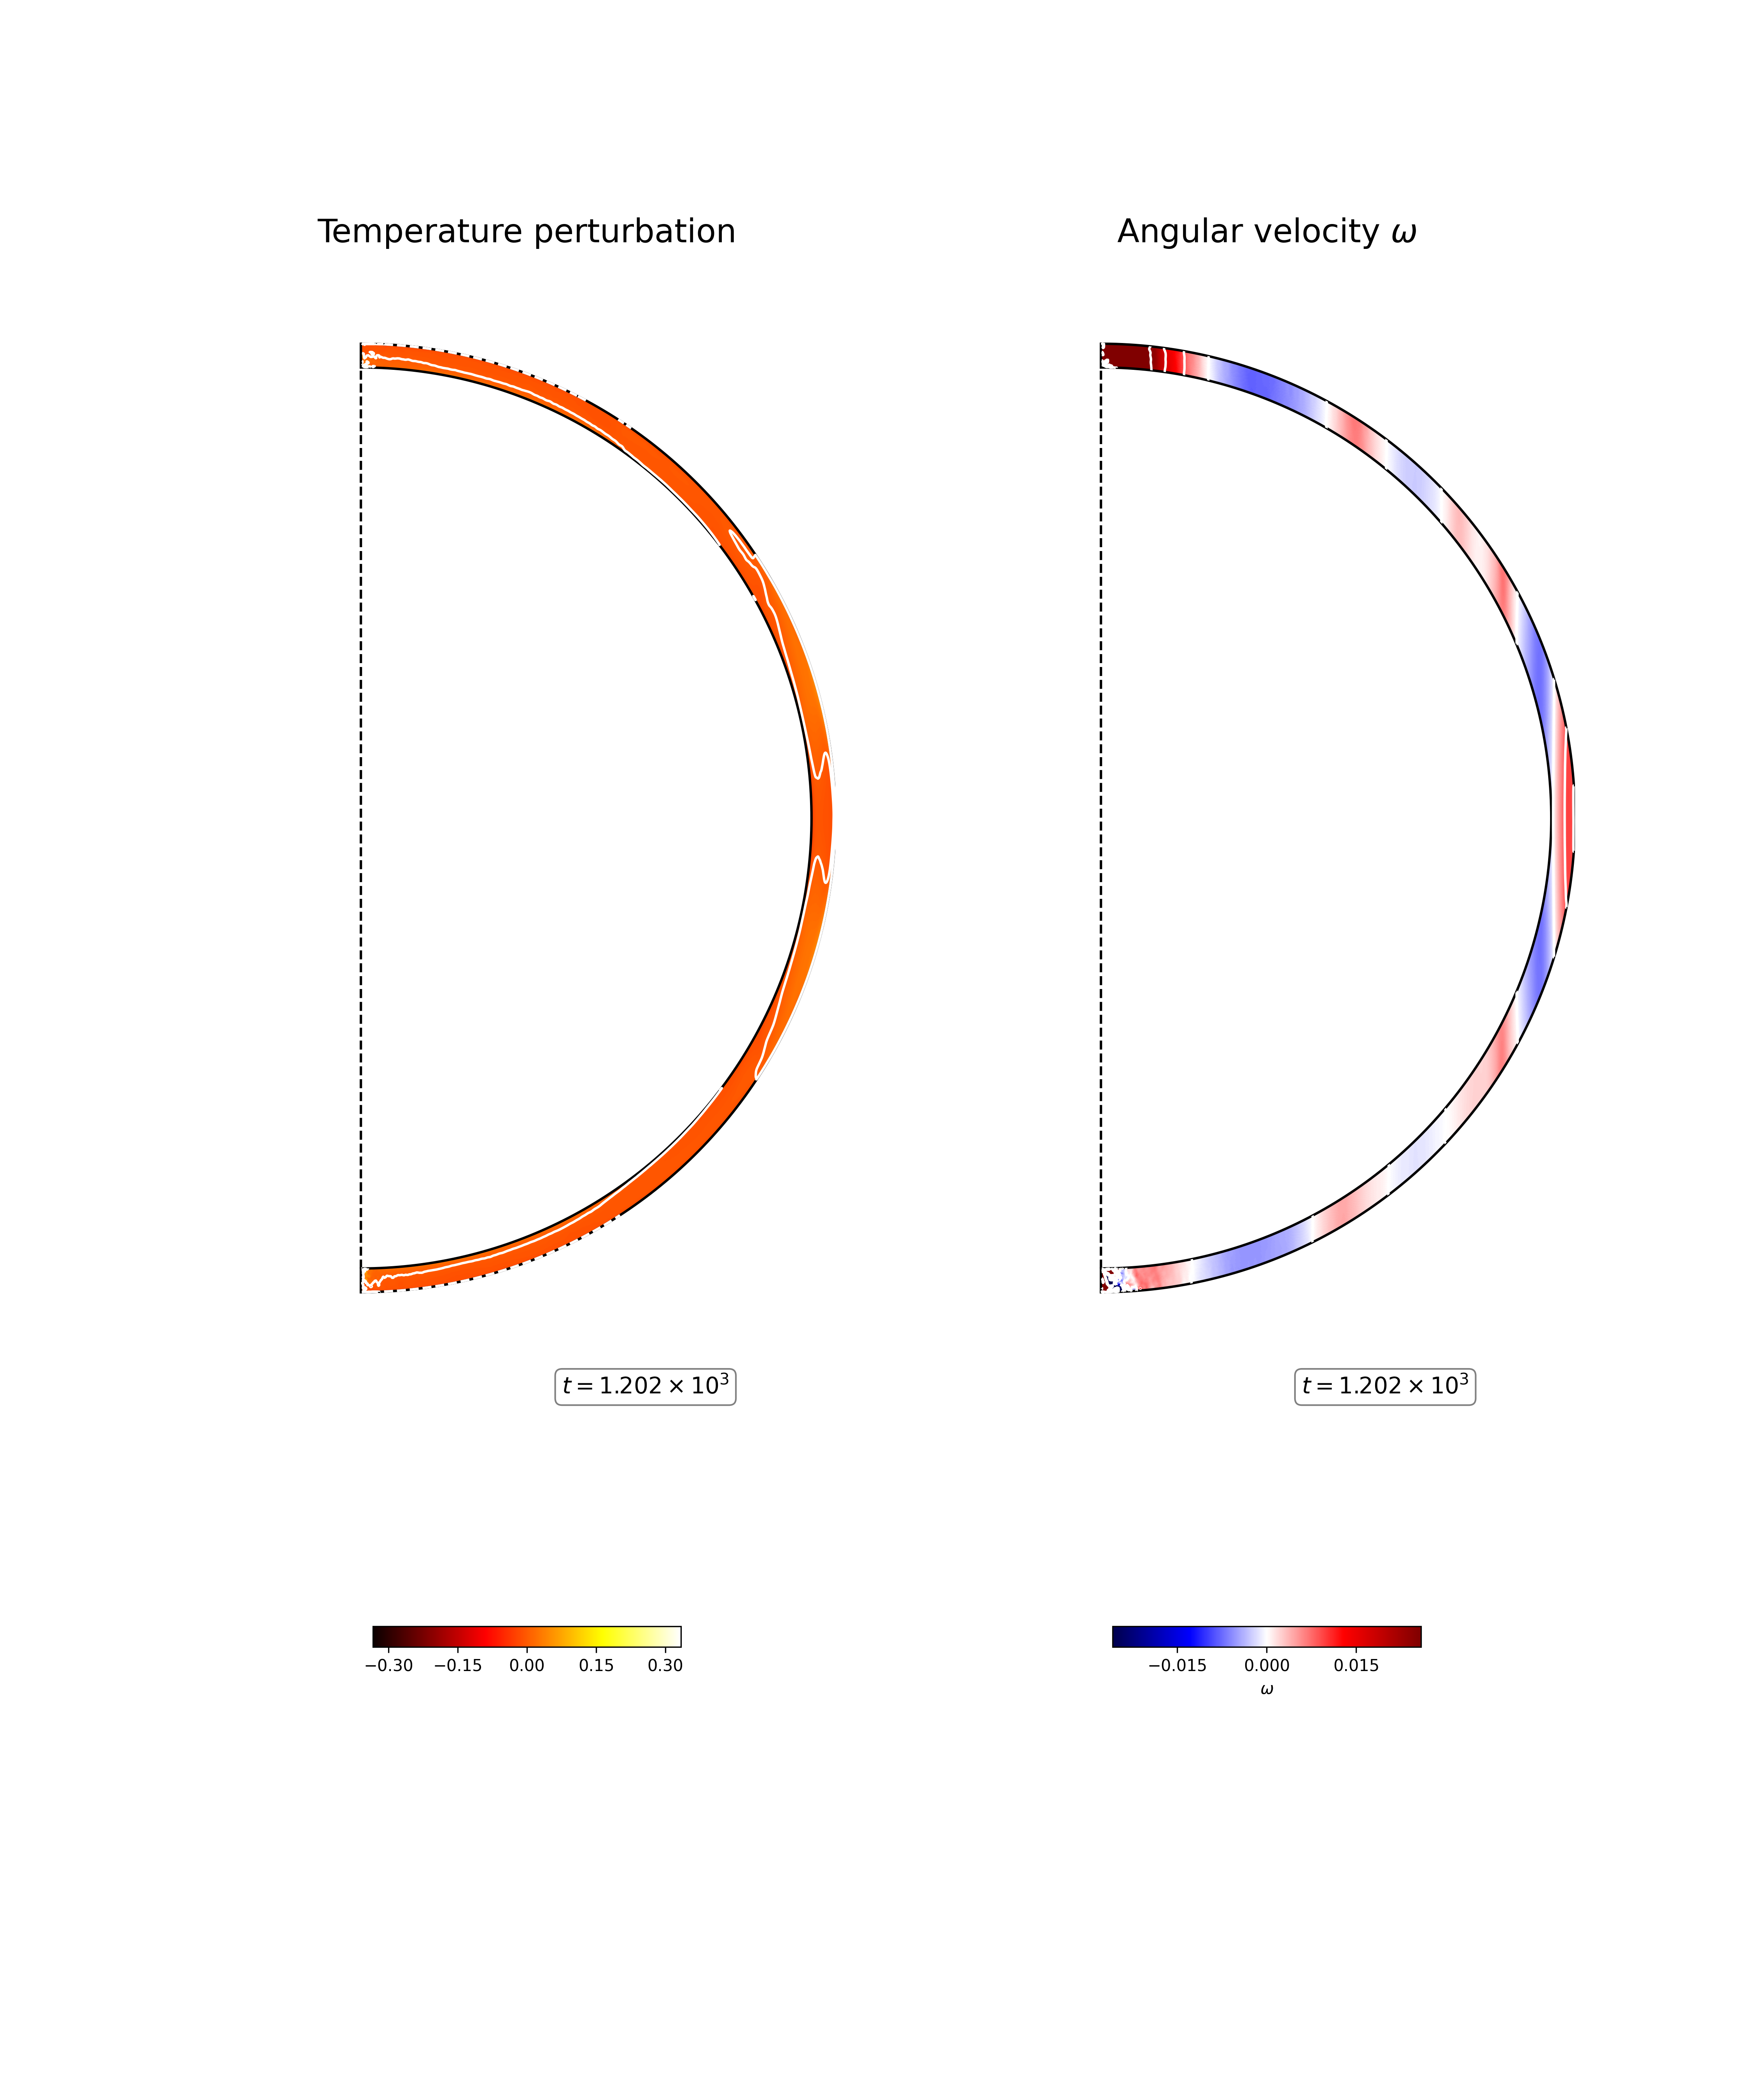 Temperature perturbation
Angular velocity ω
t = 1.202 × 10³
t = 1.202 × 10³
−0.30 −0.15 0.00 0.15 0.30
−0.015 0.000 0.015
ω